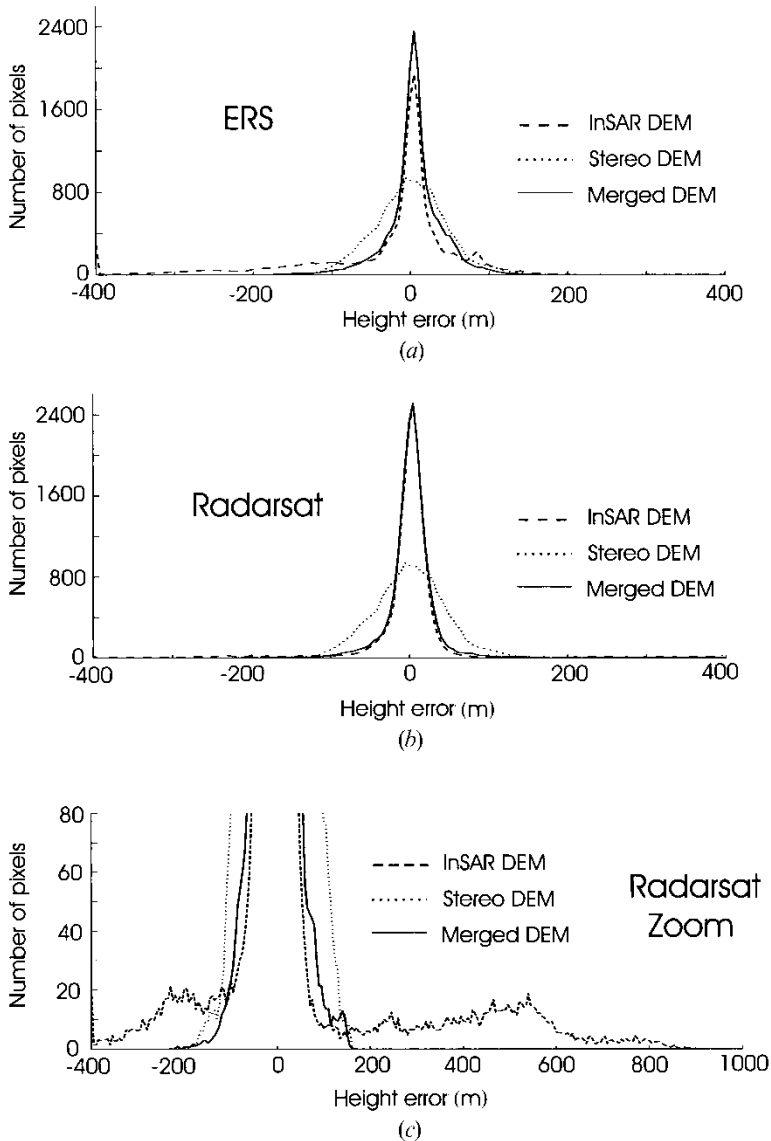 2400
1600
800
0
Number of pixels
ERS
InSAR DEM
Stereo DEM
Merged DEM
-400 -200 0 200 400
Height error (m)
(a)
2400
1600
800
0
Number of pixels
Radarsat
InSAR DEM
Stereo DEM
Merged DEM
-400 -200 0 200 400
Height error (m)
(b)
80
60
40
20
0
Number of pixels
InSAR DEM
Stereo DEM
Merged DEM
Radarsat
Zoom
-400 -200 0 200 400 600 800 1000
Height error (m)
(c)